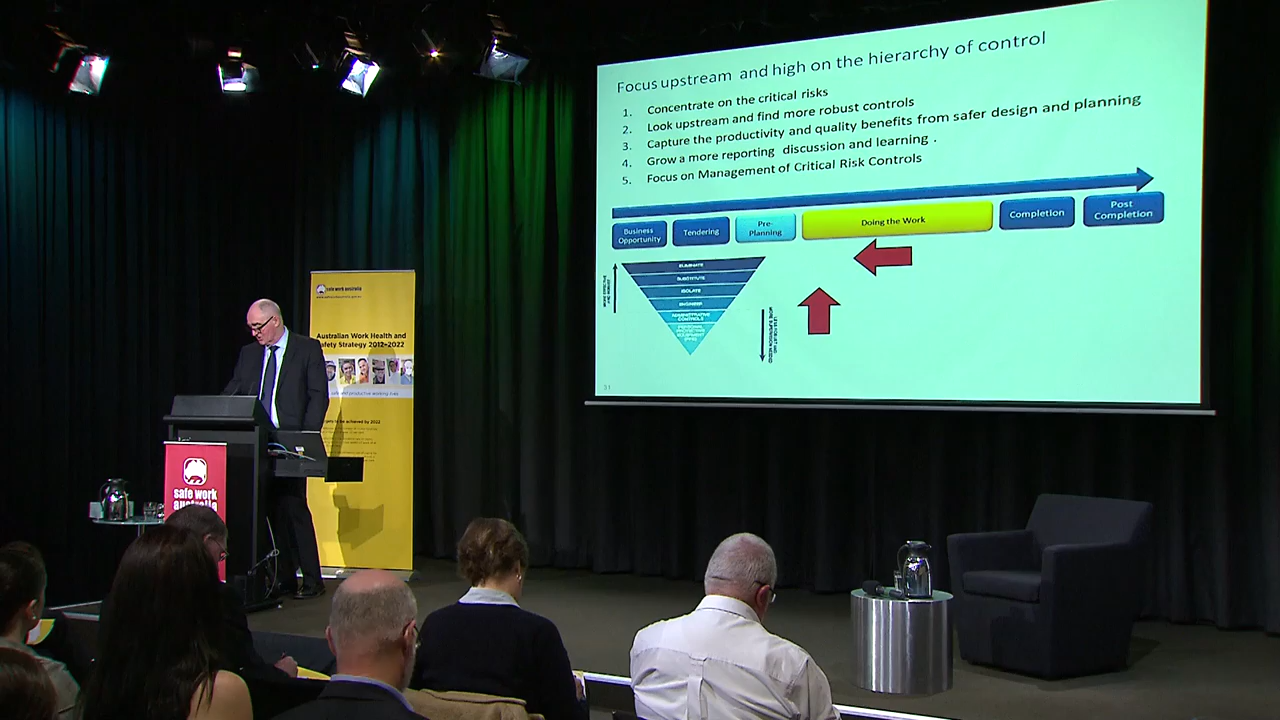 Focus upstream and high on the hierarchy of control
1. Concentrate on the critical risks
2. Look upstream and find more robust controls
3. Capture the productivity and quality benefits from safer design and planning
4. Grow a more reporting discussion and learning .
5. Focus on Management of Critical Risk Controls
Business
Opportunity
Tendering
Pre-
Planning
Doing the Work
Completion
Post
Completion
ELIMINATE
SUBSTITUTE
ISOLATE
ENGINEER
ADMINISTRATIVE
CONTROLS
PERSONAL
PROTECTIVE
EQUIPMENT
31
safe work australia
Australian Work Health and
Safety Strategy 2012–2022
safe work
australia